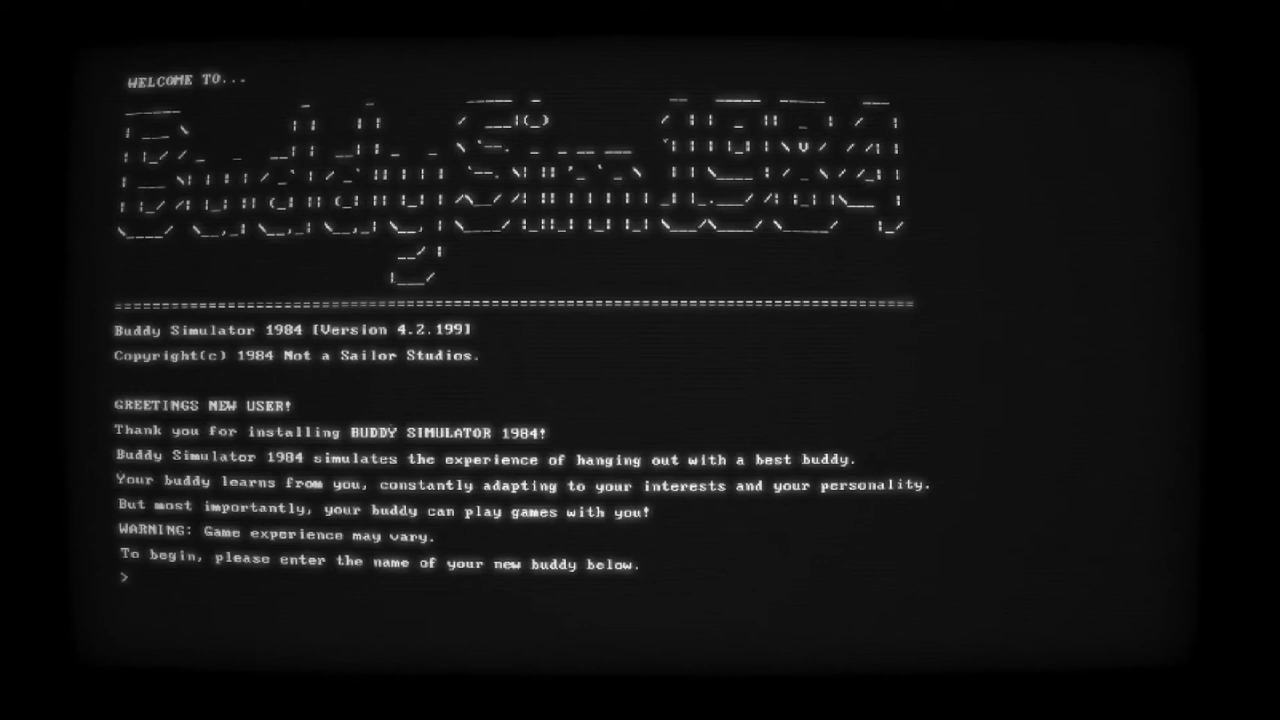 WELCOME TO...
BuddySim1984
================================================================================
Buddy Simulator 1984 [Version 4.2.199]
Copyright(c) 1984 Not a Sailor Studios.
GREETINGS NEW USER!
Thank you for installing BUDDY SIMULATOR 1984!
Buddy Simulator 1984 simulates the experience of hanging out with a best buddy.
Your buddy learns from you, constantly adapting to your interests and your personality.
But most importantly, your buddy can play games with you!
WARNING: Game experience may vary.
To begin, please enter the name of your new buddy below.
>